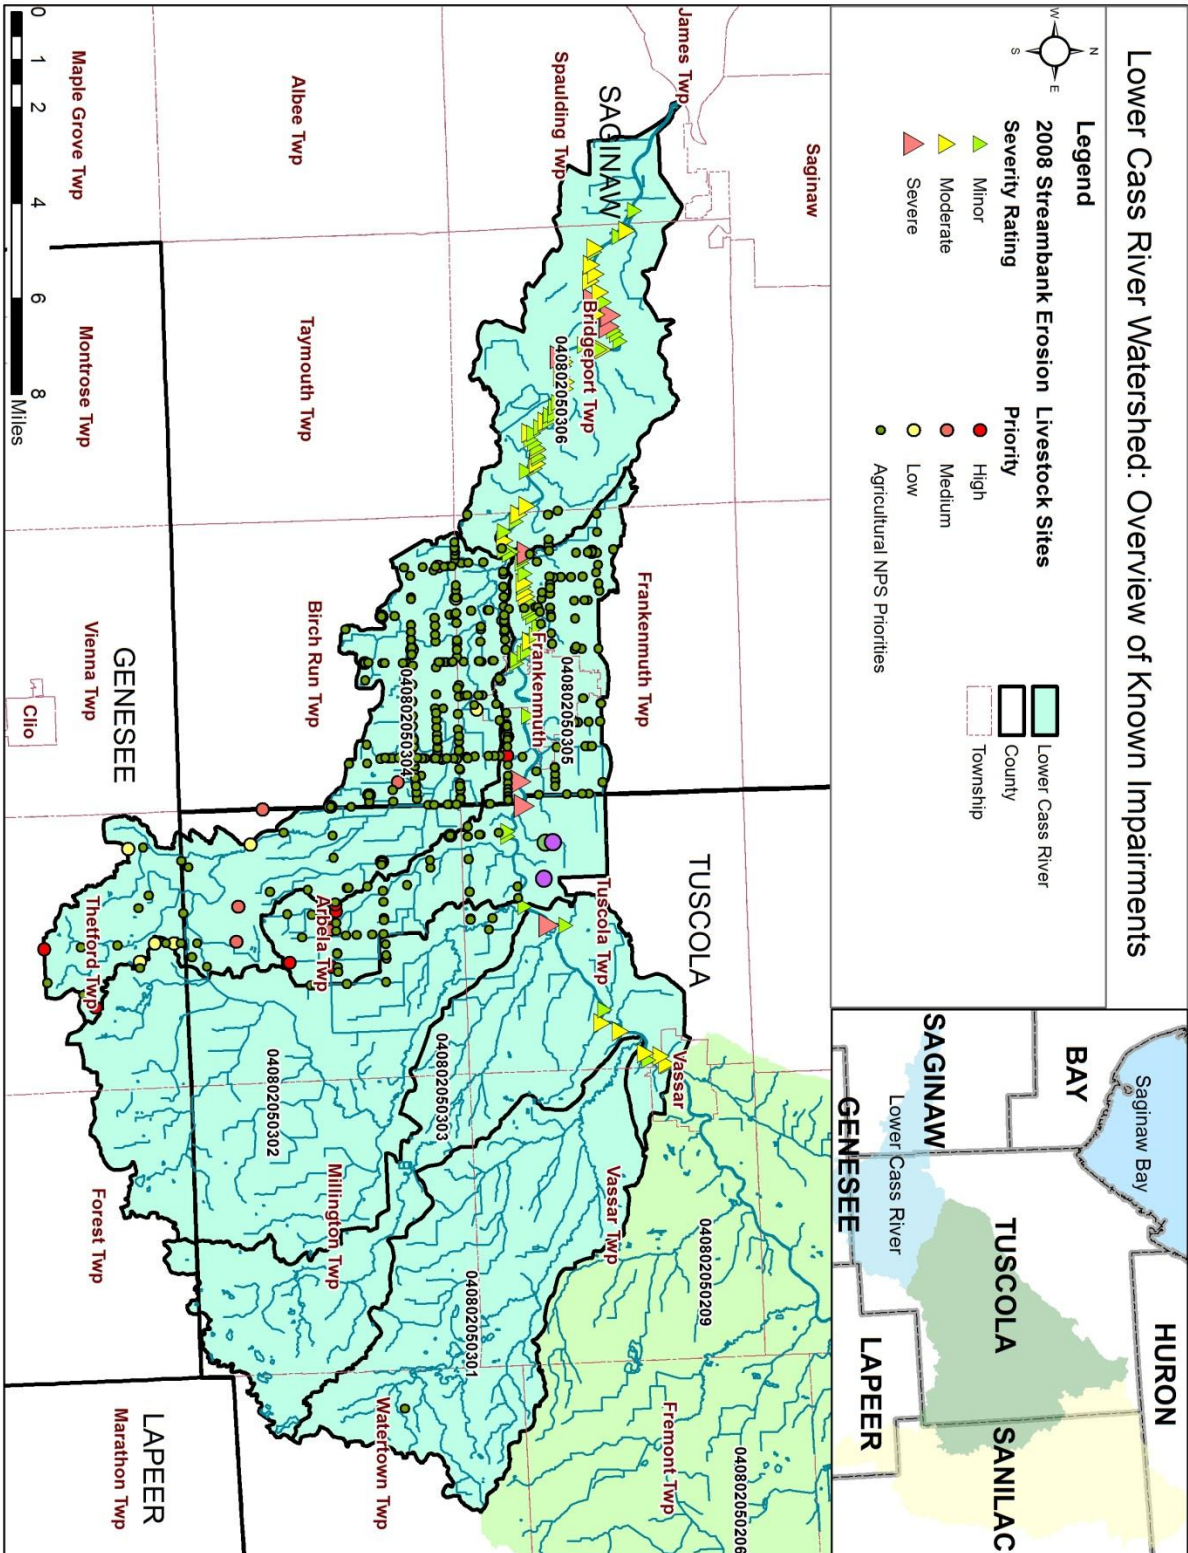 Lower Cass River Watershed: Overview of Known Impairments
N
W
E
S
Legend
2008 Streambank Erosion
Severity Rating
Minor
Moderate
Severe
Livestock Sites
Priority
High
Medium
Low
Agricultural NPS Priorities
Lower Cass River
County
Township
Saginaw Bay
HURON
BAY
TUSCOLA
SANILAC
SAGINAW
Lower Cass River
GENESEE
LAPEER
Saginaw
James Twp
SAGINAW
Spaulding Twp
Bridgeport Twp
040802050306
Frankenmuth Twp
040802050305
Frankenmuth
TUSCOLA
Tuscola Twp
Vassar
Vassar Twp
040802050209
Fremont Twp
040802050206
Albee Twp
Taymouth Twp
Birch Run Twp
040802050304
Arbela Twp
040802050303
040802050302
Millington Twp
040802050301
Watertown Twp
Maple Grove Twp
Montrose Twp
Vienna Twp
GENESEE
Clio
Thetford Twp
Forest Twp
Marathon Twp
LAPEER
0 1 2 4 6 8
Miles